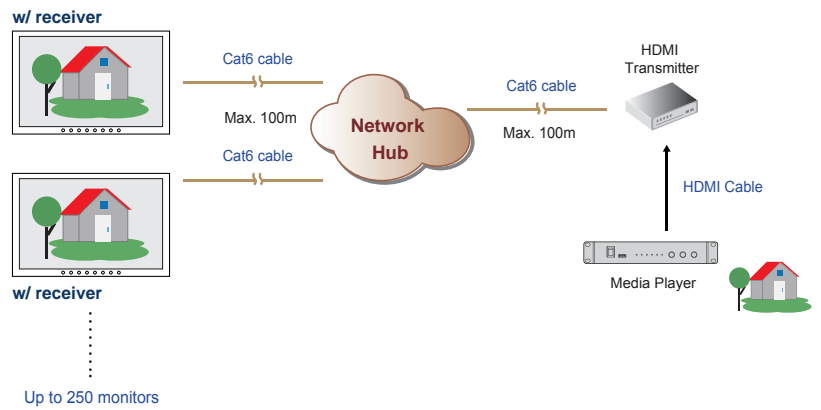 w/ receiver
Cat6 cable
Max. 100m
Cat6 cable
w/ receiver
Up to 250 monitors
Network
Hub
Cat6 cable
Max. 100m
HDMI
Transmitter
HDMI Cable
Media Player